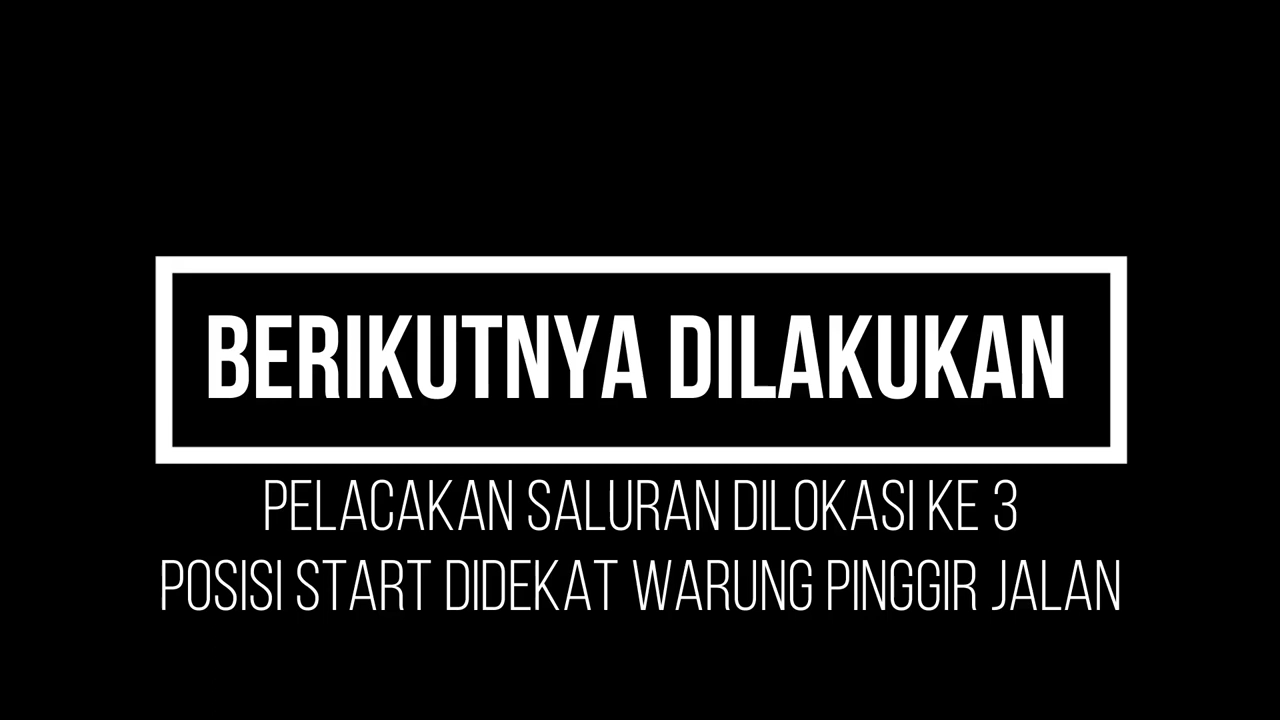 BERIKUTNYA DILAKUKAN
PELACAKAN SALURAN DILOKASI KE 3
POSISI START DIDEKAT WARUNG PINGGIR JALAN